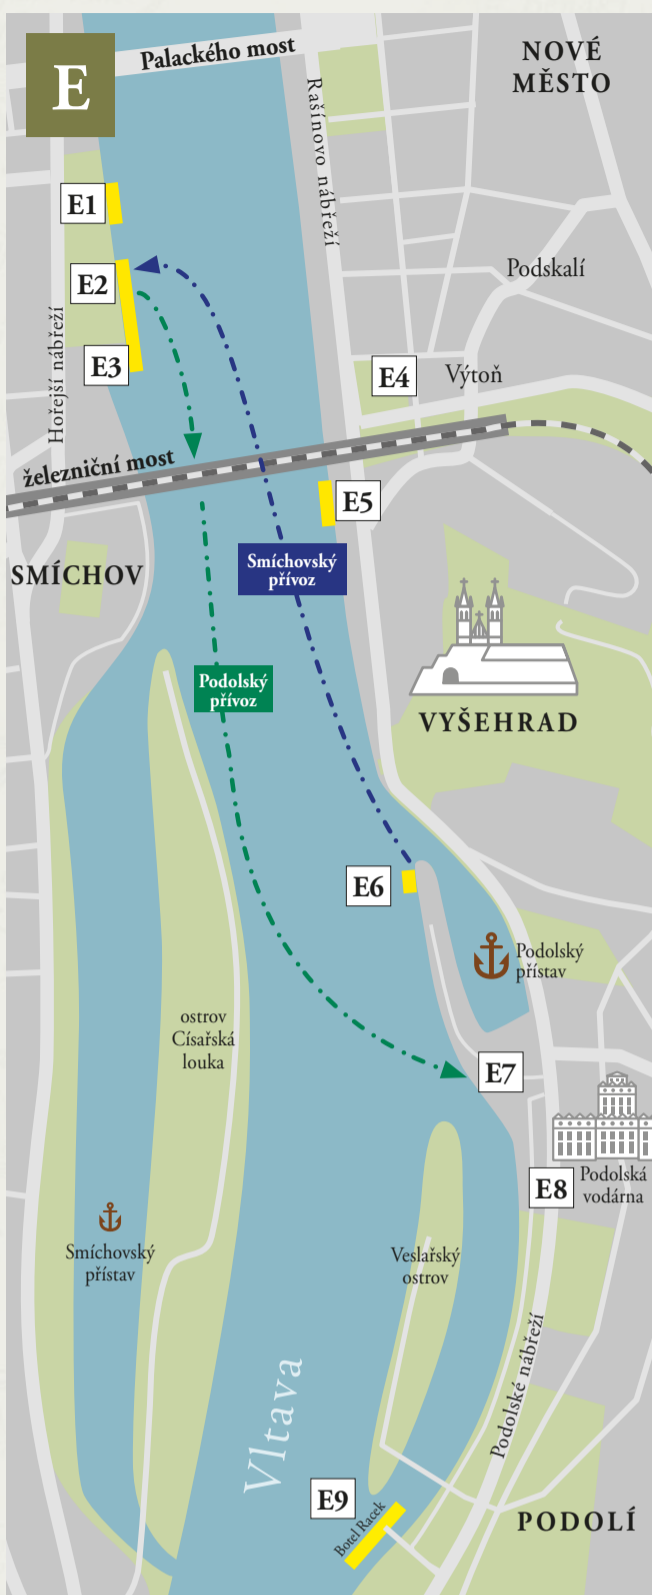 Palackého most
E
NOVÉ
MĚSTO
Rašínovo nábřeží
E1
Podskalí
E2
Hořejší nábřeží
E3
E4
Výtoň
železniční most
E5
Smíchovský
přívoz
SMÍCHOV
Podolský
přívoz
VYŠEHRAD
E6
Podolský
přístav
ostrov
Císařská
louka
E7
E8
Podolská
vodárna
Smíchovský
přístav
Veslařský
ostrov
Podolské nábřeží
Vltava
E9
Botel Racek
PODOLÍ